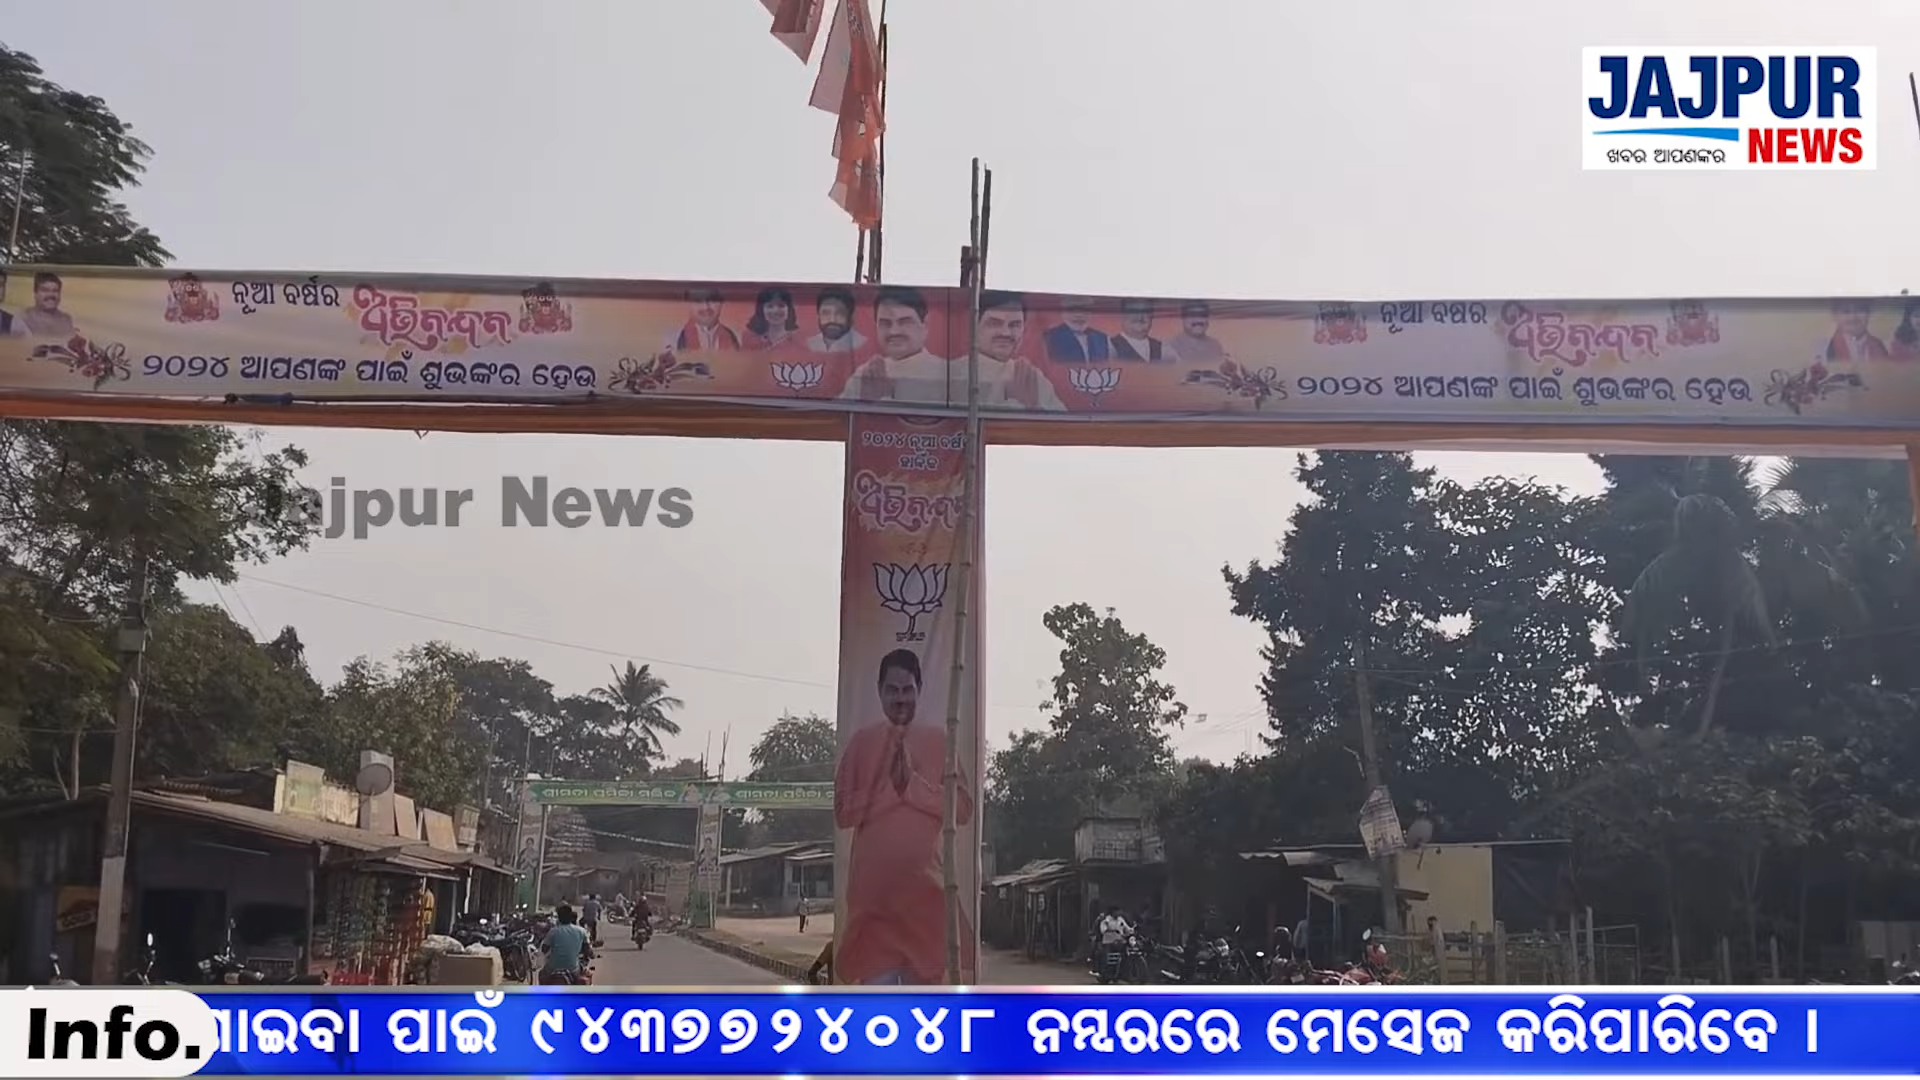 JAJPUR
ଖବର ଆପଣଙ୍କର NEWS
ନୂଆ ବର୍ଷର
ଅଭିନନ୍ଦନ
୨୦୨୪ ଆପଣଙ୍କ ପାଇଁ ଶୁଭଙ୍କର ହେଉ
ନୂଆ ବର୍ଷର
ଅଭିନନ୍ଦନ
୨୦୨୪ ଆପଣଙ୍କ ପାଇଁ ଶୁଭଙ୍କର ହେଉ
୨୦୨୪ ନୂଆ ବର୍ଷର
ହାର୍ଦ୍ଦିକ
ଅଭିନନ୍ଦନ
Jajpur News
Info. ପାଇଁ ୯୪୩୭୭୨୪୦୪୮ ନମ୍ବରରେ ମେସେଜ କରିପାରିବେ ।